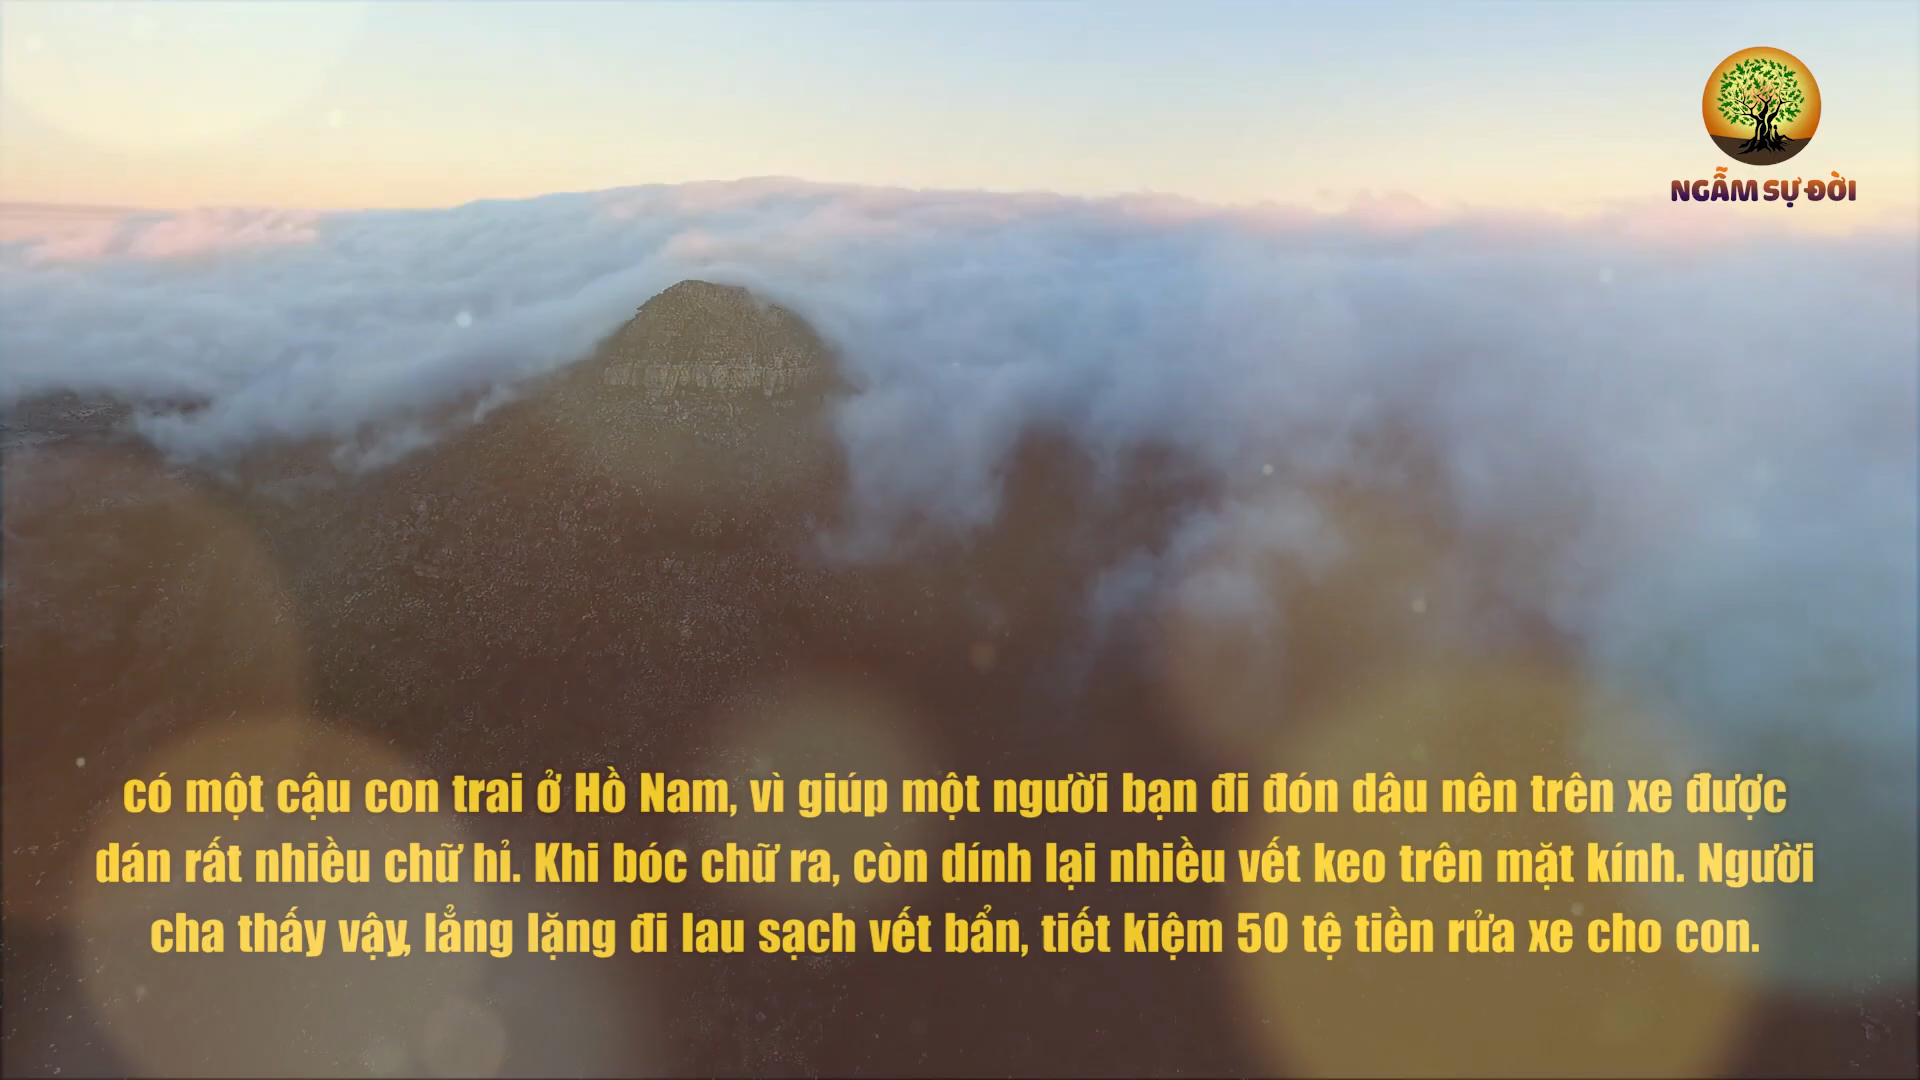 NGẪM SỰ ĐỜI
có một cậu con trai ở Hồ Nam, vì giúp một người bạn đi đón dâu nên trên xe được
dán rất nhiều chữ hỉ. Khi bóc chữ ra, còn dính lại nhiều vết keo trên mặt kính. Người
cha thấy vậy, lẳng lặng đi lau sạch vết bẩn, tiết kiệm 50 tệ tiền rửa xe cho con.